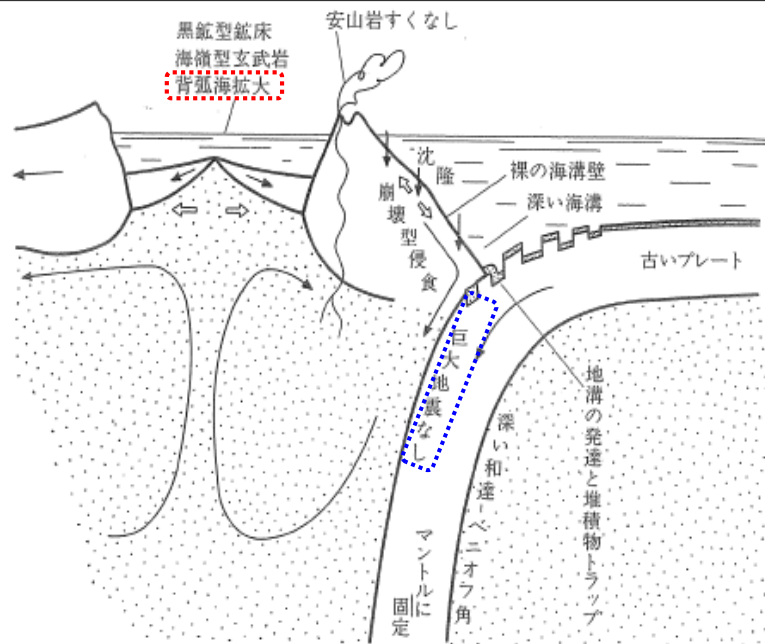 安山岩すくなし
黒鉱型鉱床
海嶺型玄武岩
背弧海拡大
沈隆
裸の海溝壁
深い海溝
崩壊型侵食
古いプレート
巨大地震なし
地溝の発達と堆積物トラップ
深い和達-ベニオフ角
マントルに
固定